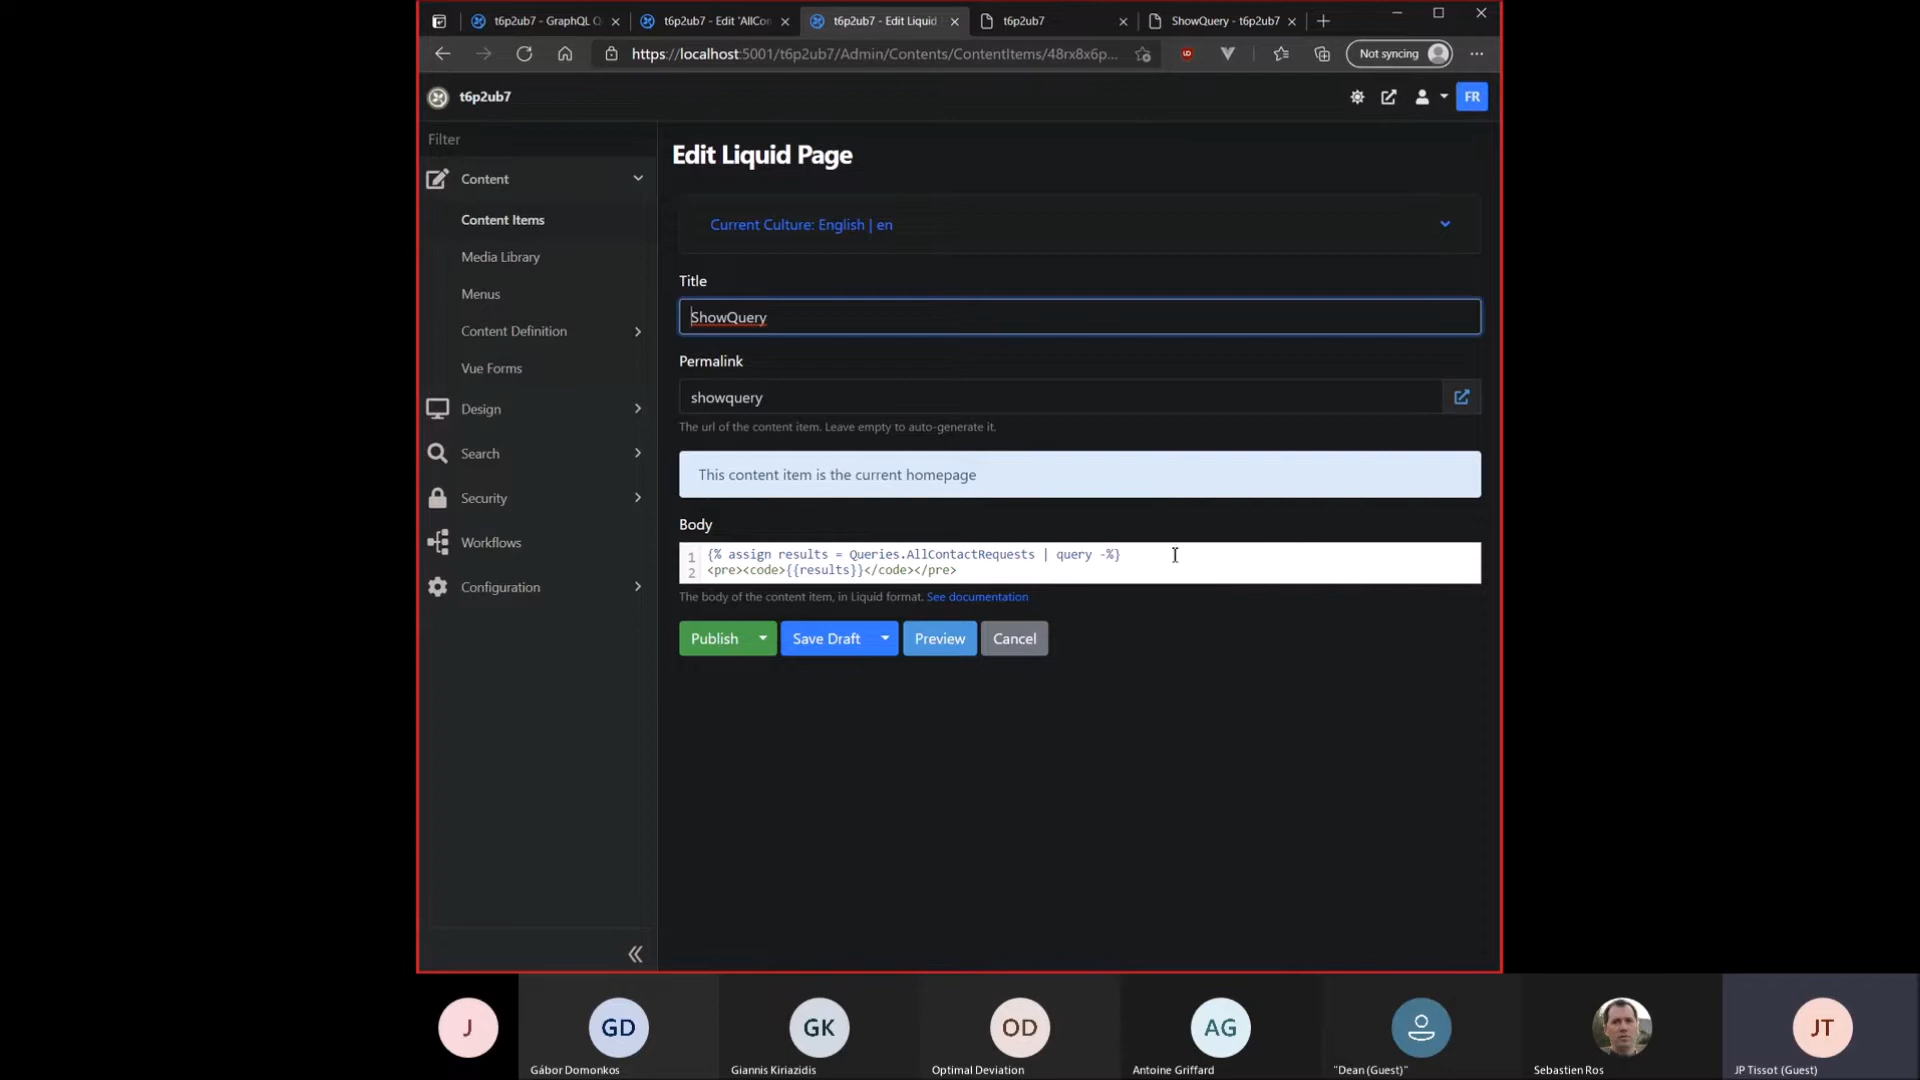 t6p2ub7 - GraphQL Q
t6p2ub7 - Edit 'AllCon
t6p2ub7 - Edit Liquid
t6p2ub7
ShowQuery - t6p2ub7
https://localhost:5001/t6p2ub7/Admin/Contents/ContentItems/48rx8x6p...
Not syncing
t6p2ub7
FR
Filter
Content
Content Items
Media Library
Menus
Content Definition
Vue Forms
Design
Search
Security
Workflows
Configuration
Edit Liquid Page
Current Culture: English | en
Title
ShowQuery
Permalink
showquery
The url of the content item. Leave empty to auto-generate it.
This content item is the current homepage
Body
1 {% assign results = Queries.AllContactRequests | query -%}
2 <pre><code>{{results}}</code></pre>
The body of the content item, in Liquid format. See documentation
Publish
Save Draft
Preview
Cancel
J
GD
GK
OD
AG
JT
Gábor Domonkos
Giannis Kiriazidis
Optimal Deviation
Antoine Griffard
"Dean (Guest)"
Sebastien Ros
JP Tissot (Guest)